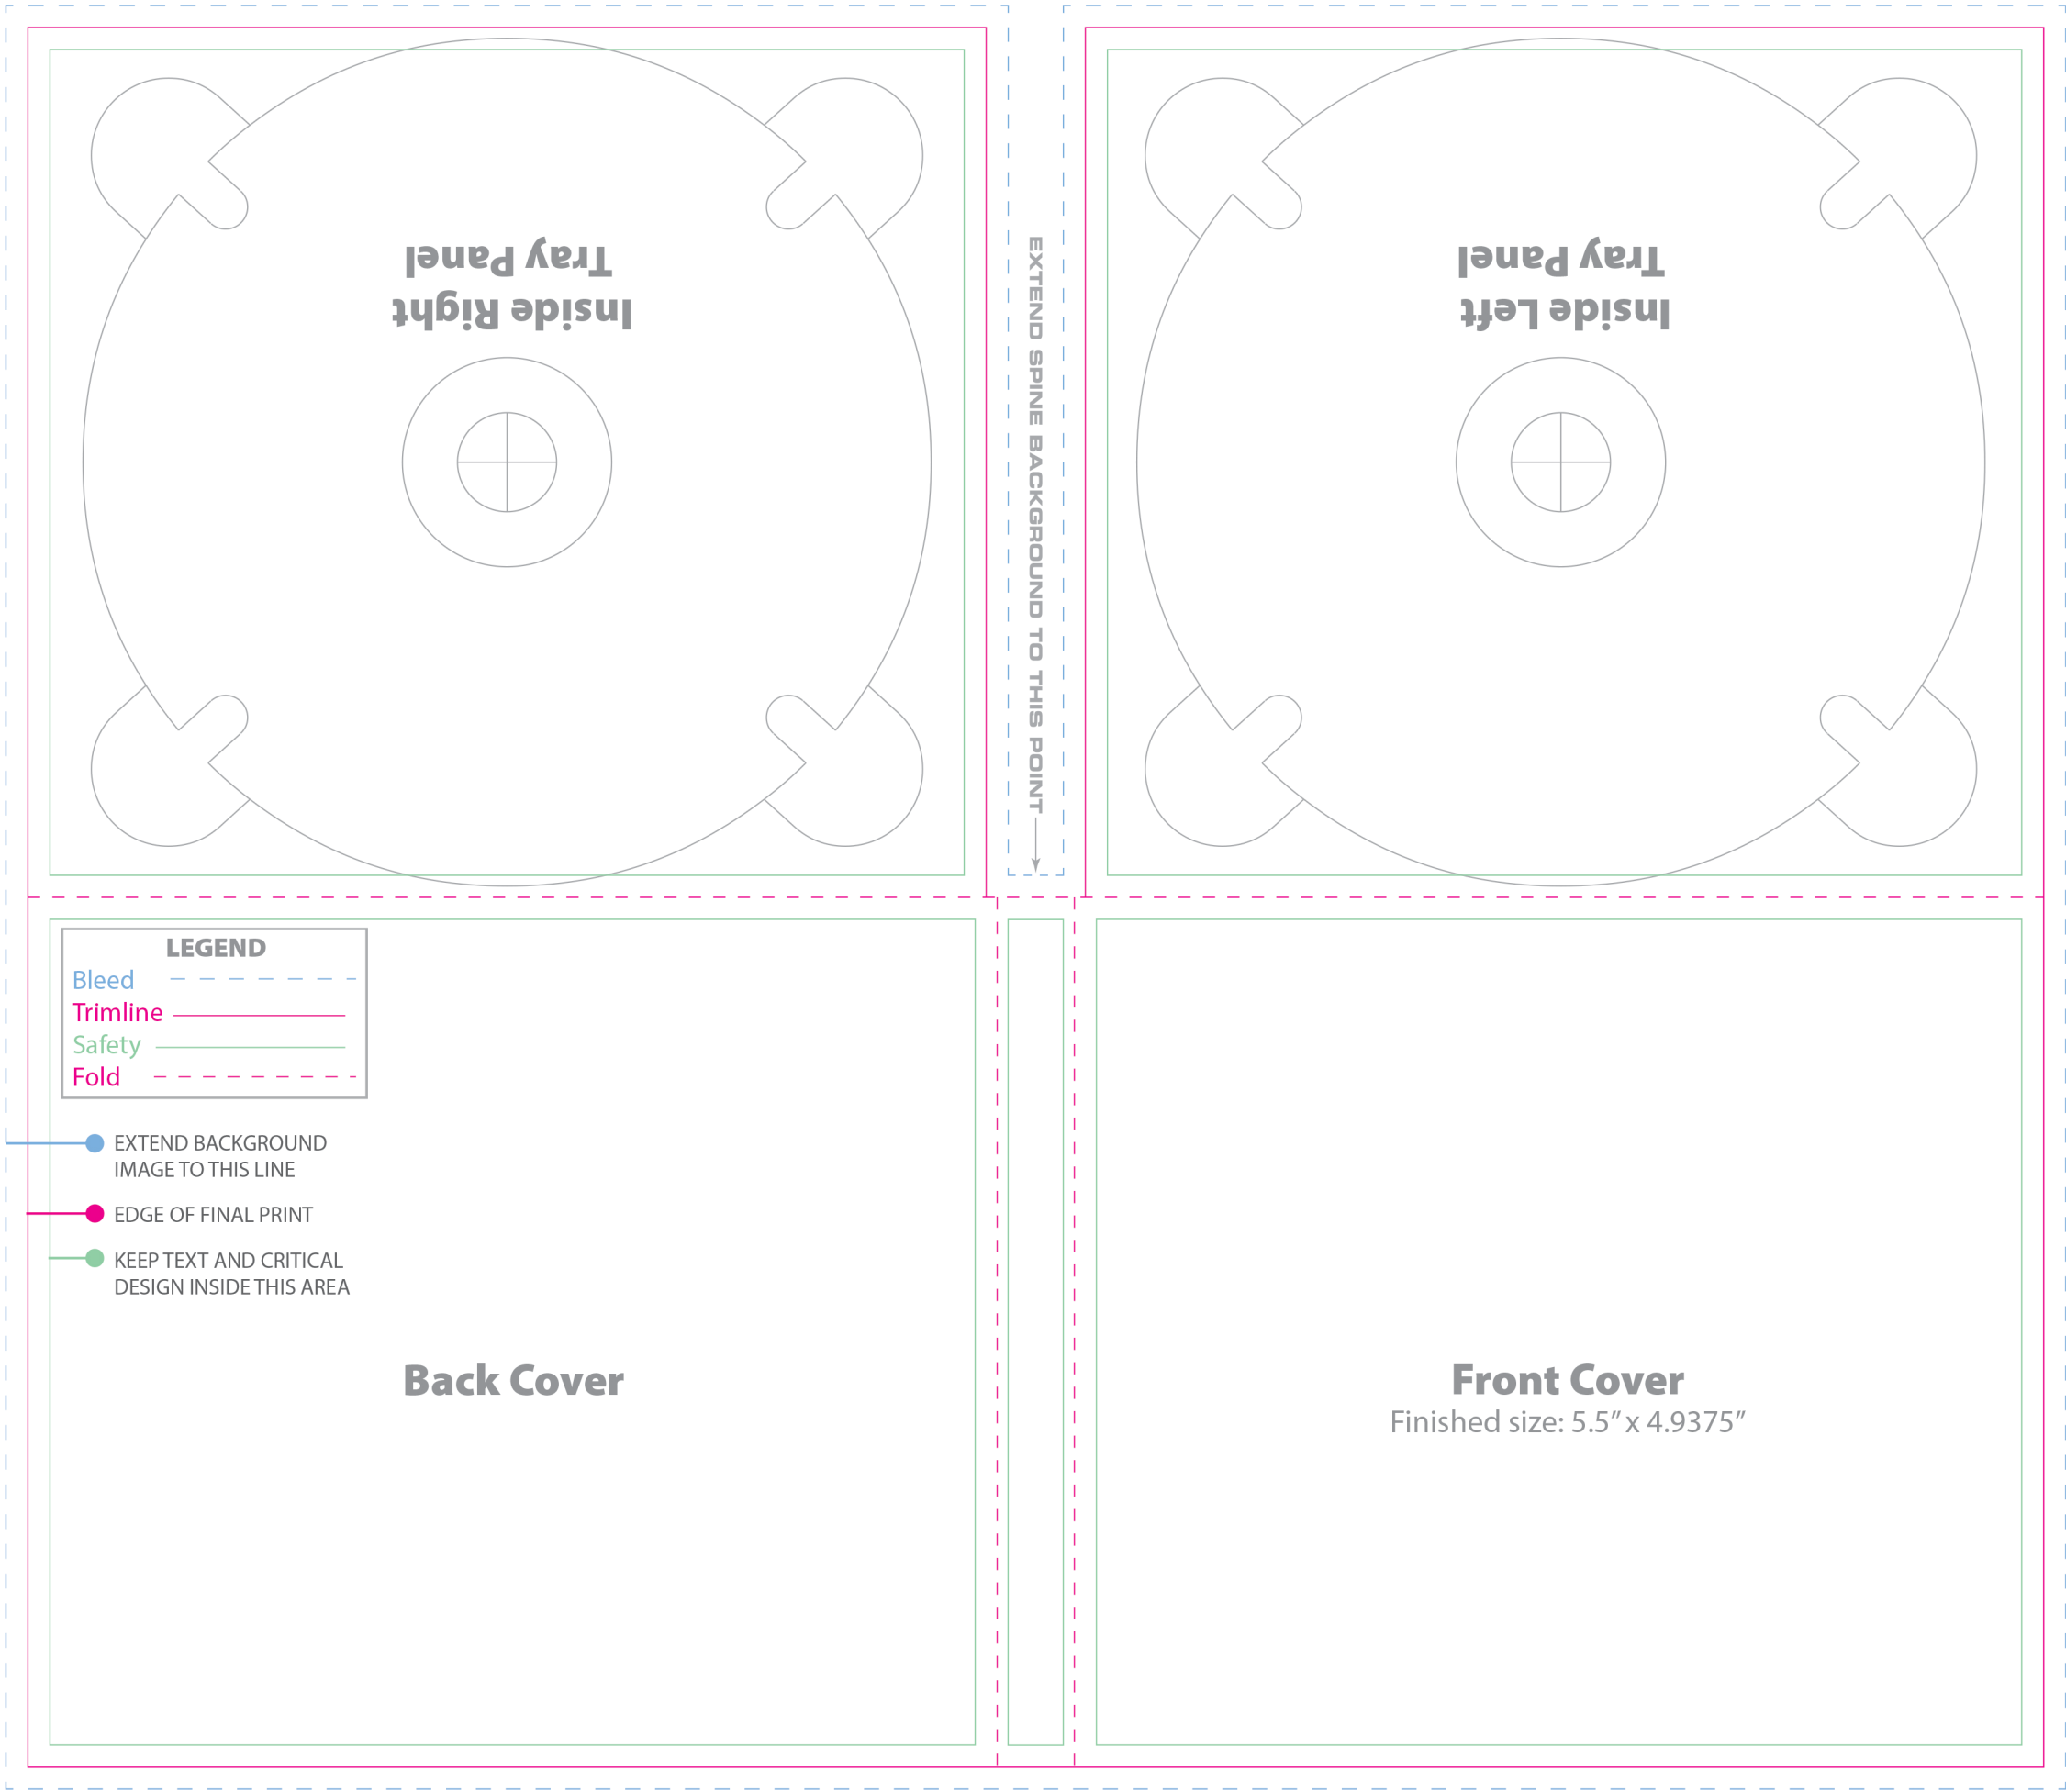 Inside Right
Tray Panel
Inside Left
Tray Panel
EXTEND SPINE BACKGROUND TO THIS POINT
LEGEND
Bleed
Trimline
Safety
Fold
EXTEND BACKGROUND
IMAGE TO THIS LINE
EDGE OF FINAL PRINT
KEEP TEXT AND CRITICAL
DESIGN INSIDE THIS AREA
Back Cover
Front Cover
Finished size: 5.5” x 4.9375”